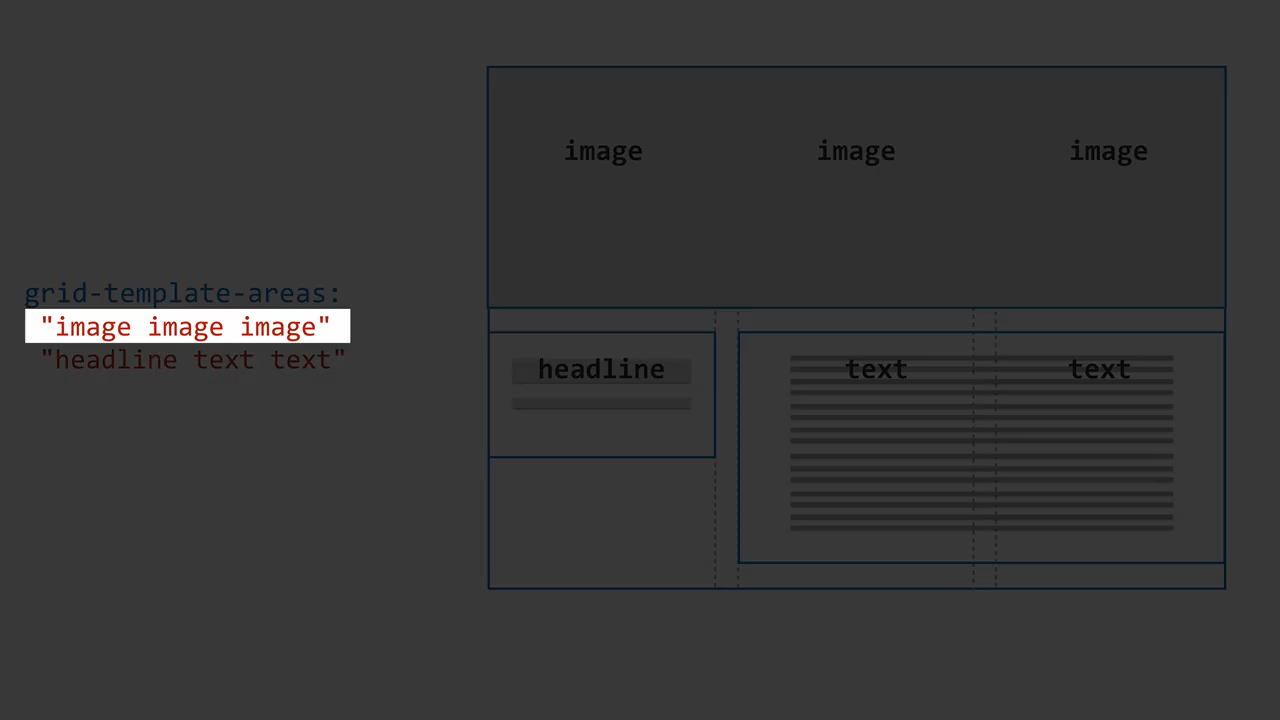 grid-template-areas:
"image image image"
"headline text text"
image image image
headline text text